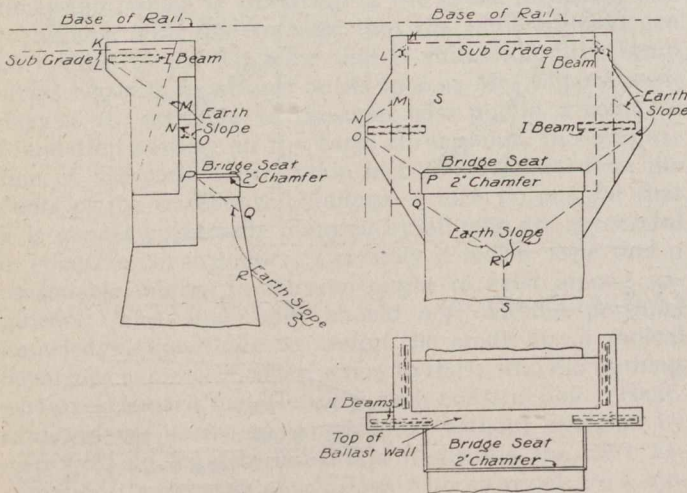 Base of Rail
K
Sub Grade
L
I Beam
M
Earth
Slope
N
O
Bridge Seat
P
2" Chamfer
Q
R
Earth Slope
S
Base of Rail
K
Sub Grade
L
I Beam
M
S
Earth
Slope
N
O
I Beam
Bridge Seat
P
2" Chamfer
Q
Earth Slope
R
S
I Beams
Top of
Ballast Wall
Bridge Seat
2" Chamfer